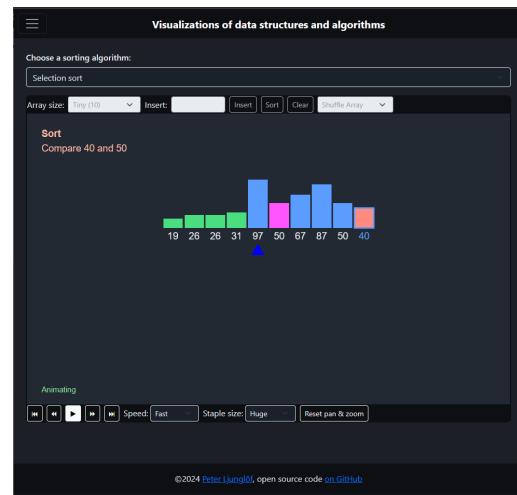 Visualizations of data structures and algorithms
Choose a sorting algorithm:
Selection sort
Array size: Tiny (10) Insert: Insert Sort Clear Shuffle Array
Sort
Compare 40 and 50
19 26 26 31 97 50 67 87 50 40
Animating
Speed: Fast Staple size: Huge Reset pan & zoom
©2024 Peter Ljunglöf, open source code on GitHub